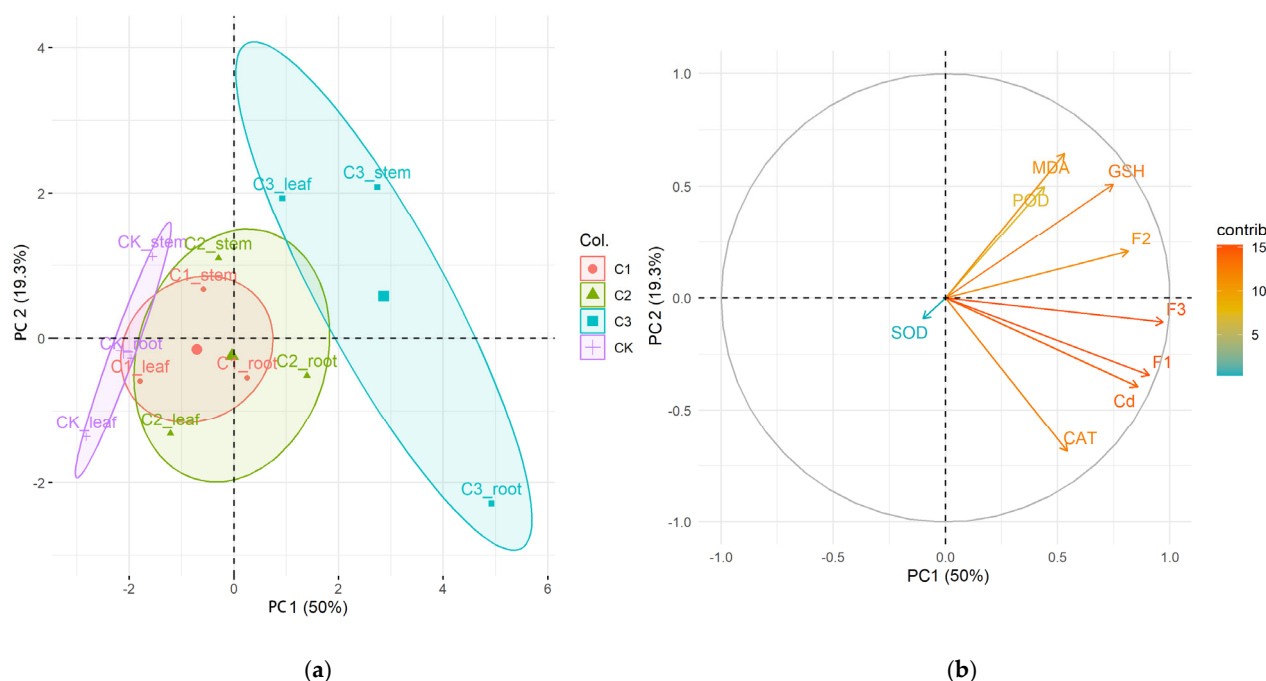 4
C3_stem
C3_leaf
2
CK_stem
C2_stem
C1_stem
PC 2 (19.3%)
0
CK_root
C1_leaf
C1_root
C2_root
CK_leaf
C2_leaf
-2
C3_root
-2
0
2
4
6
PC1 (50%)
Col.
C1
C2
C3
CK
(a)
1.0
MDA
GSH
0.5
POD
F2
PC2 (19.3%)
0.0
F3
SOD
F1
Cd
-0.5
CAT
-1.0
-1.0
-0.5
0.0
0.5
1.0
PC1 (50%)
contrib
15
10
5
(b)